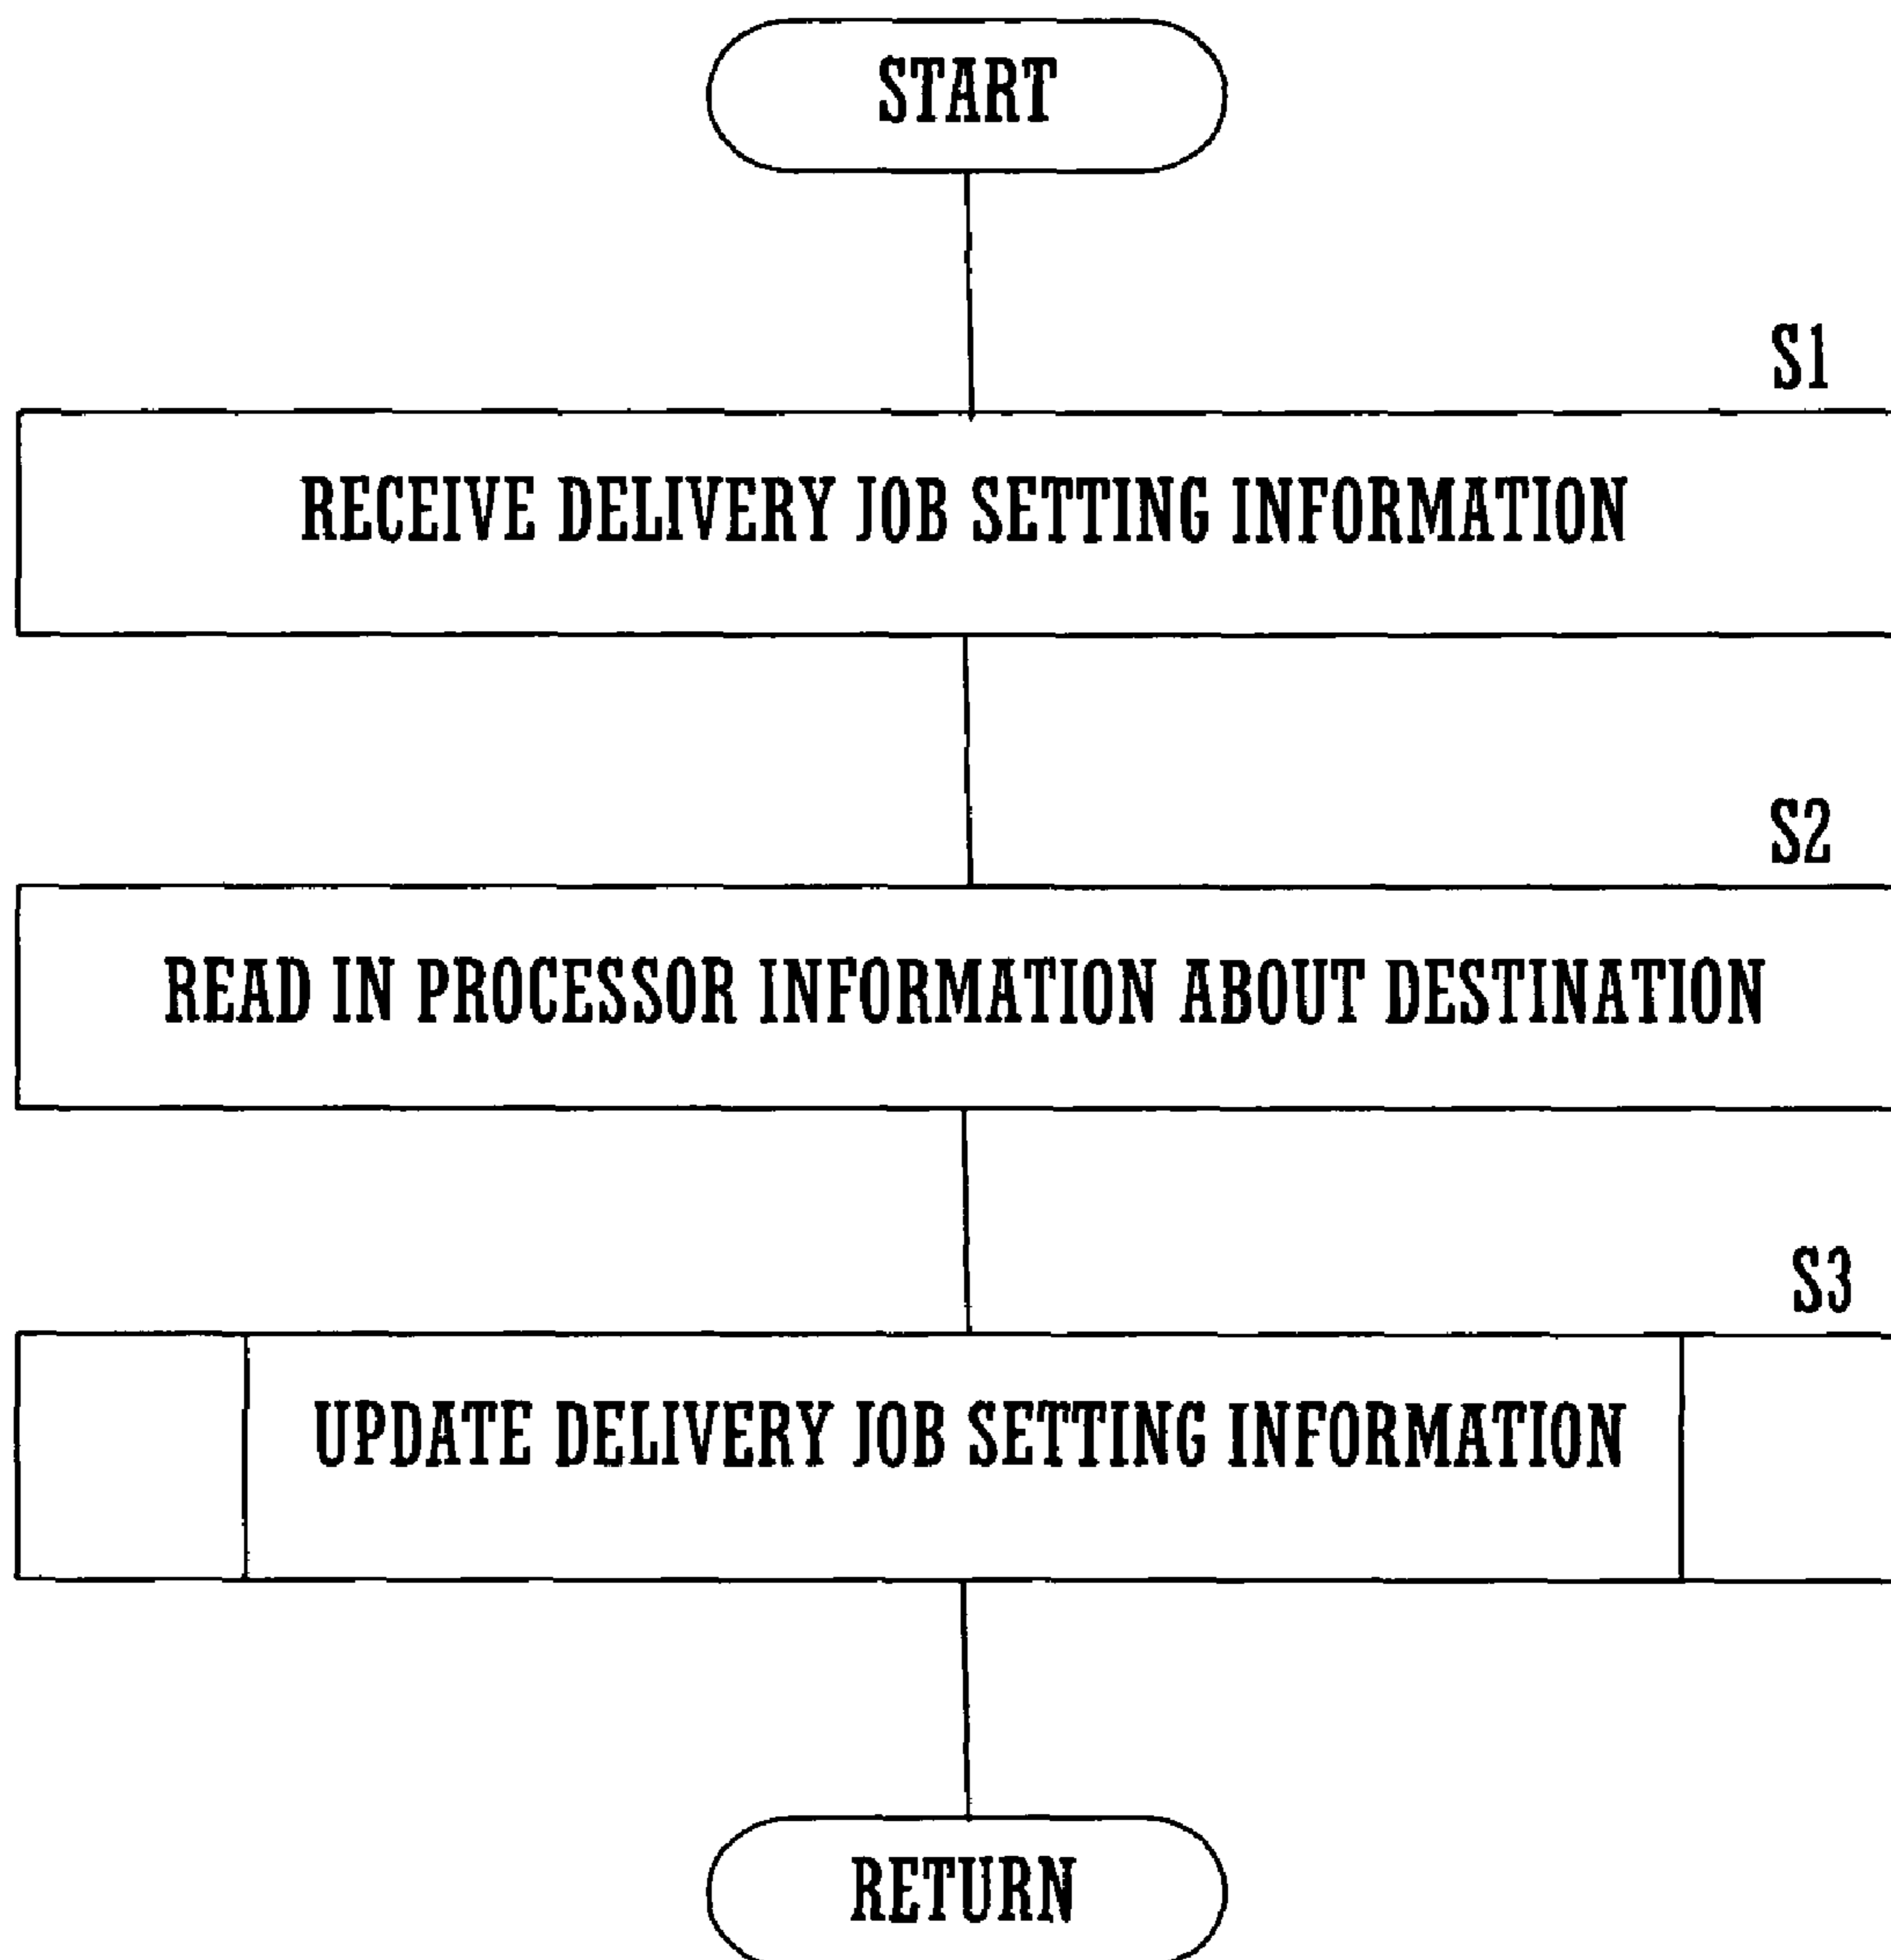 START
S1
RECEIVE DELIVERY JOB SETTING INFORMATION
S2
READ IN PROCESSOR INFORMATION ABOUT DESTINATION
S3
UPDATE DELIVERY JOB SETTING INFORMATION
RETURN